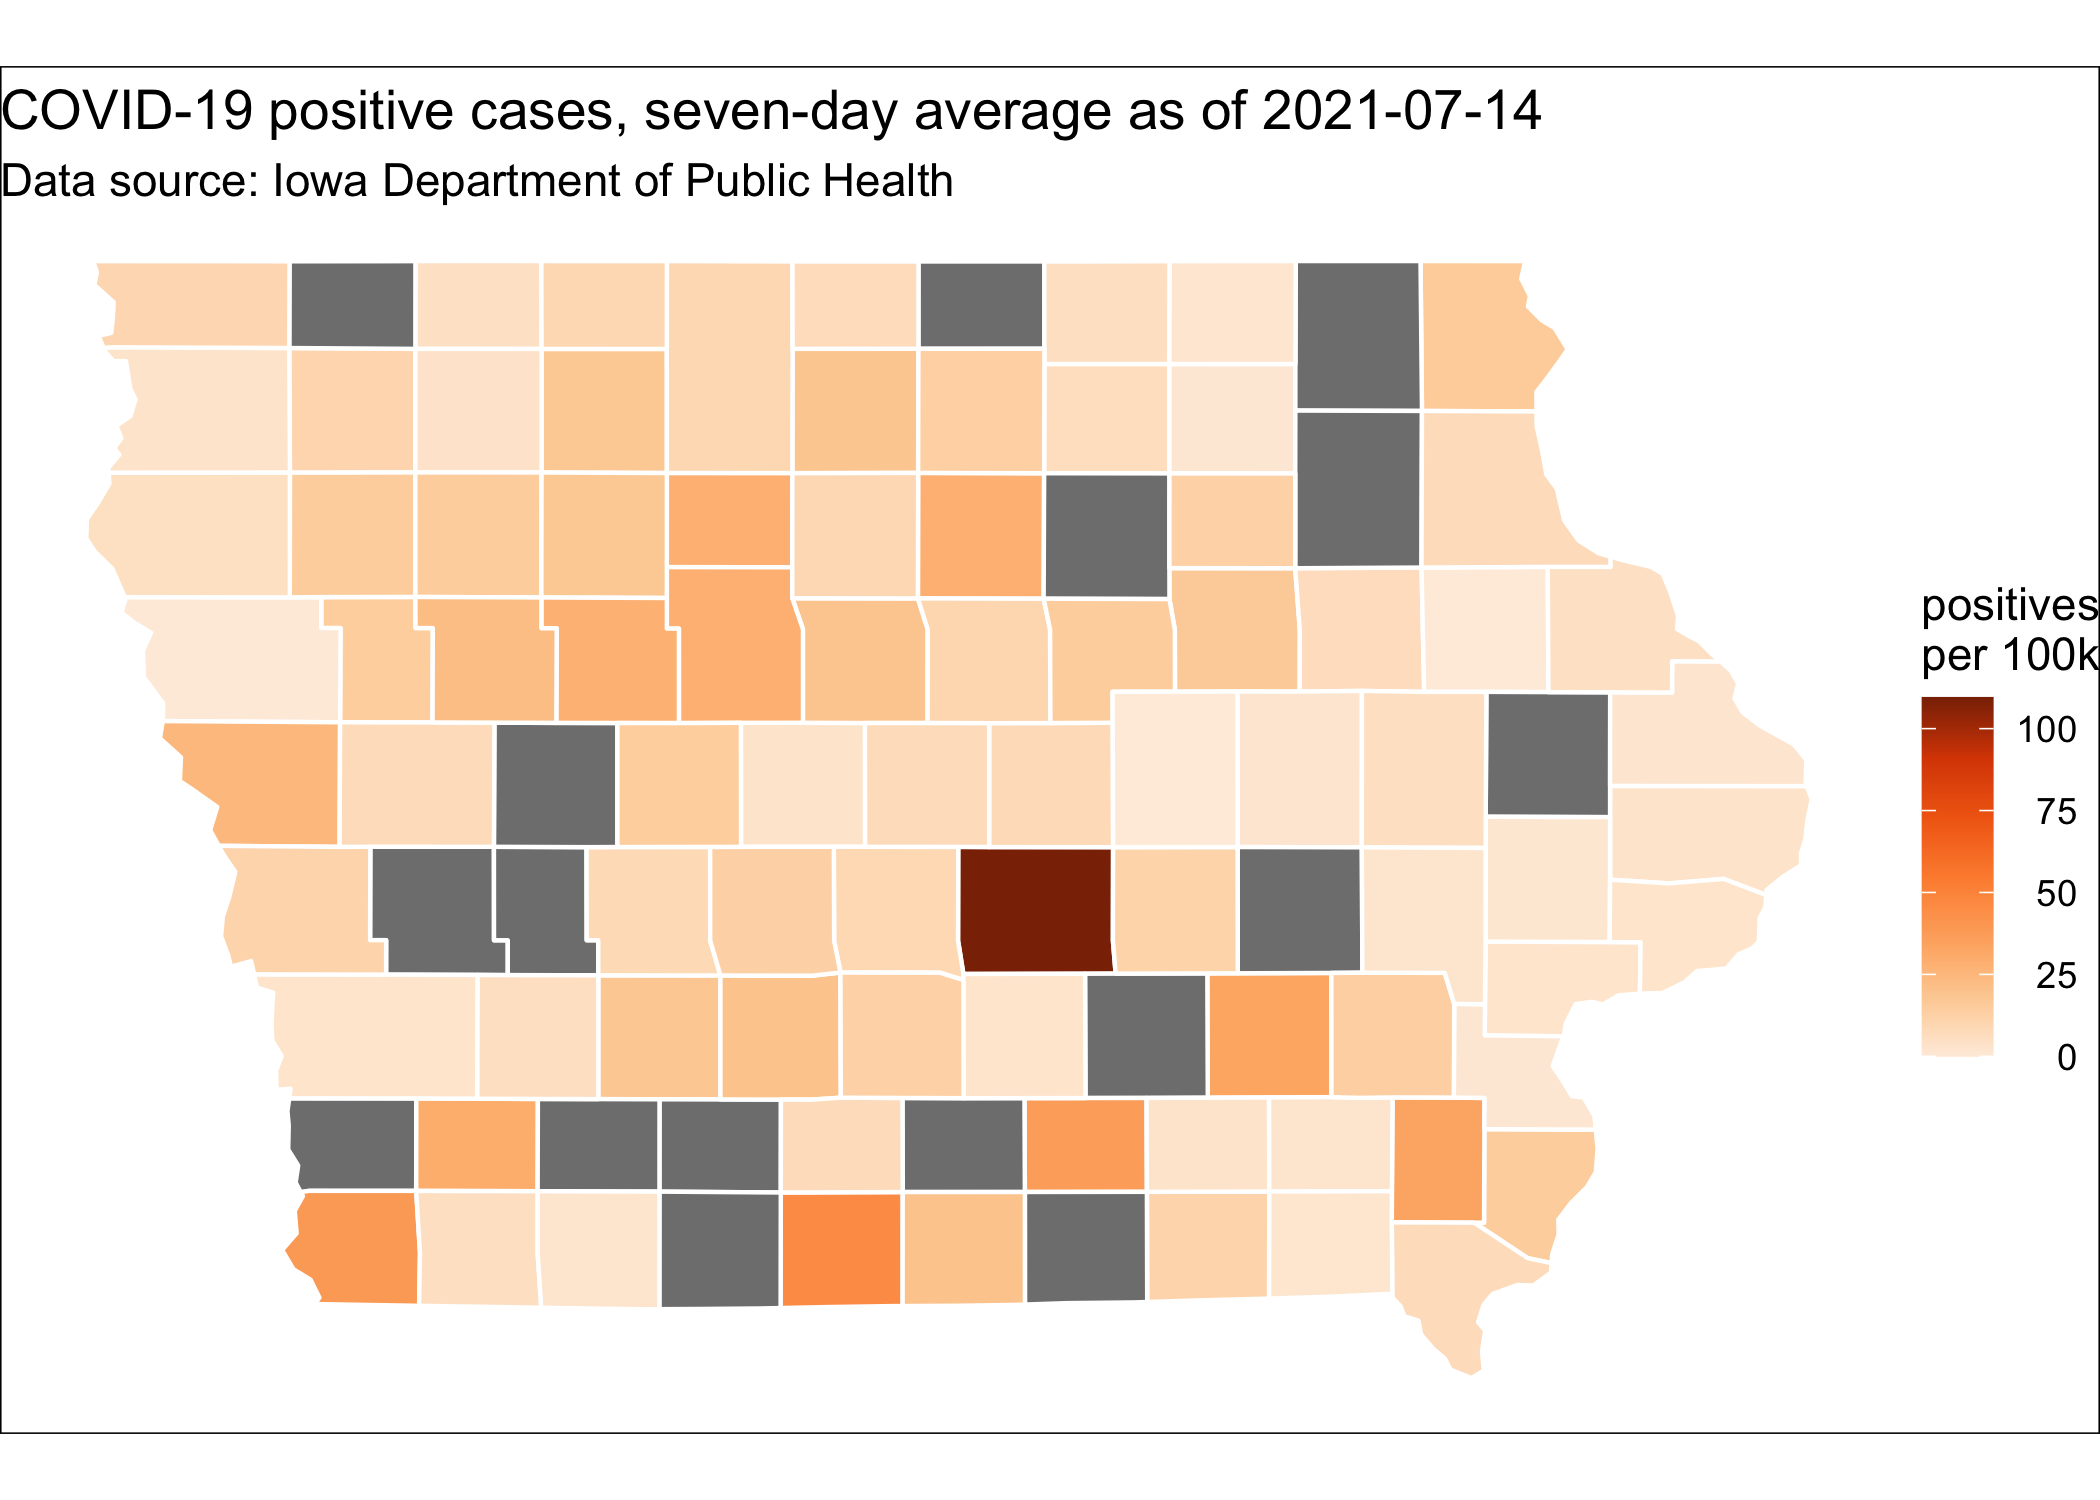 COVID-19 positive cases, seven-day average as of 2021-07-14
Data source: Iowa Department of Public Health
positives
per 100k
100
75
50
25
0